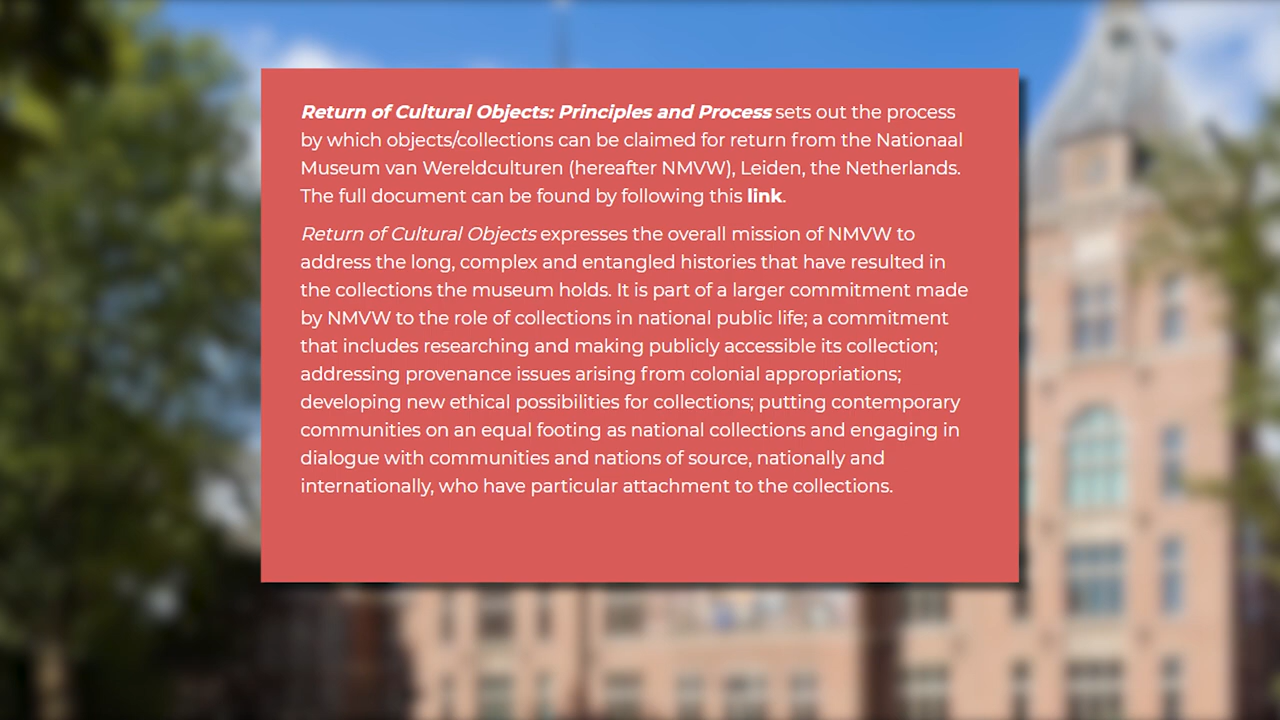 Return of Cultural Objects: Principles and Process sets out the process
by which objects/collections can be claimed for return from the Nationaal
Museum van Wereldculturen (hereafter NMVW), Leiden, the Netherlands.
The full document can be found by following this link.
Return of Cultural Objects expresses the overall mission of NMVW to
address the long, complex and entangled histories that have resulted in
the collections the museum holds. It is part of a larger commitment made
by NMVW to the role of collections in national public life; a commitment
that includes researching and making publicly accessible its collection;
addressing provenance issues arising from colonial appropriations;
developing new ethical possibilities for collections; putting contemporary
communities on an equal footing as national collections and engaging in
dialogue with communities and nations of source, nationally and
internationally, who have particular attachment to the collections.